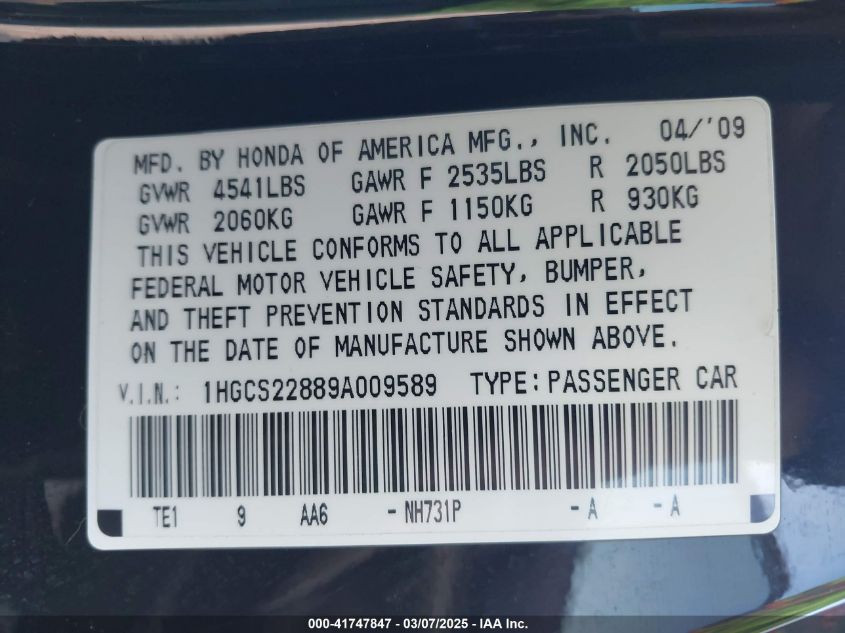 MFD. BY HONDA OF AMERICA MFG., INC. 04/'09
GVWR 4541LBS GAWR F 2535LBS R 2050LBS
GVWR 2060KG GAWR F 1150KG R 930KG
THIS VEHICLE CONFORMS TO ALL APPLICABLE
FEDERAL MOTOR VEHICLE SAFETY, BUMPER,
AND THEFT PREVENTION STANDARDS IN EFFECT
ON THE DATE OF MANUFACTURE SHOWN ABOVE.
V.I.N.: 1HGCS22889A009589 TYPE: PASSENGER CAR
TE1 9 AA6 -NH731P -A -A
000-41747847 | 03/07/2025 - IAA Inc.